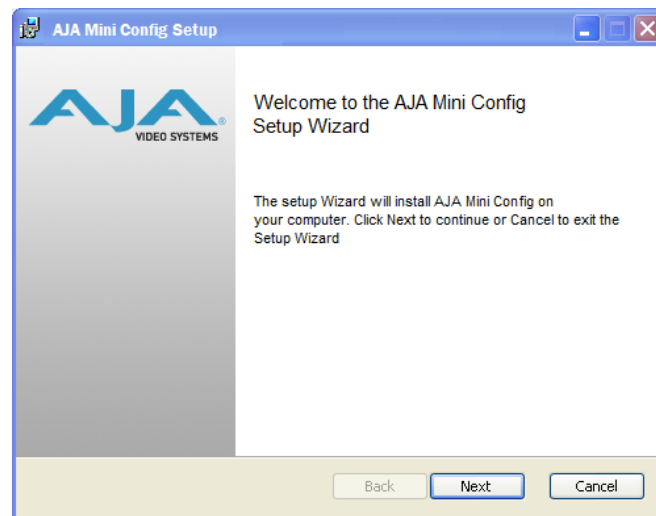 AJA Mini Config Setup
AJA®
VIDEO SYSTEMS
Welcome to the AJA Mini Config
Setup Wizard
The setup Wizard will install AJA Mini Config on
your computer. Click Next to continue or Cancel to exit the
Setup Wizard
Back
Next
Cancel